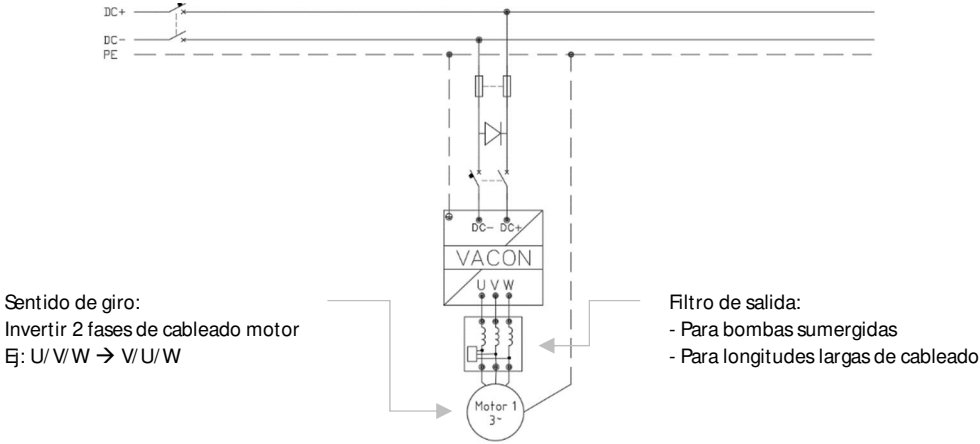 DC+
DC-
PE
DC- DC+
VACON
U V W
Sentido de giro:
Invertir 2 fases de cableado motor
Ej: U/V/W → V/U/W
Filtro de salida:
- Para bombas sumergidas
- Para longitudes largas de cableado
Motor 1
3~